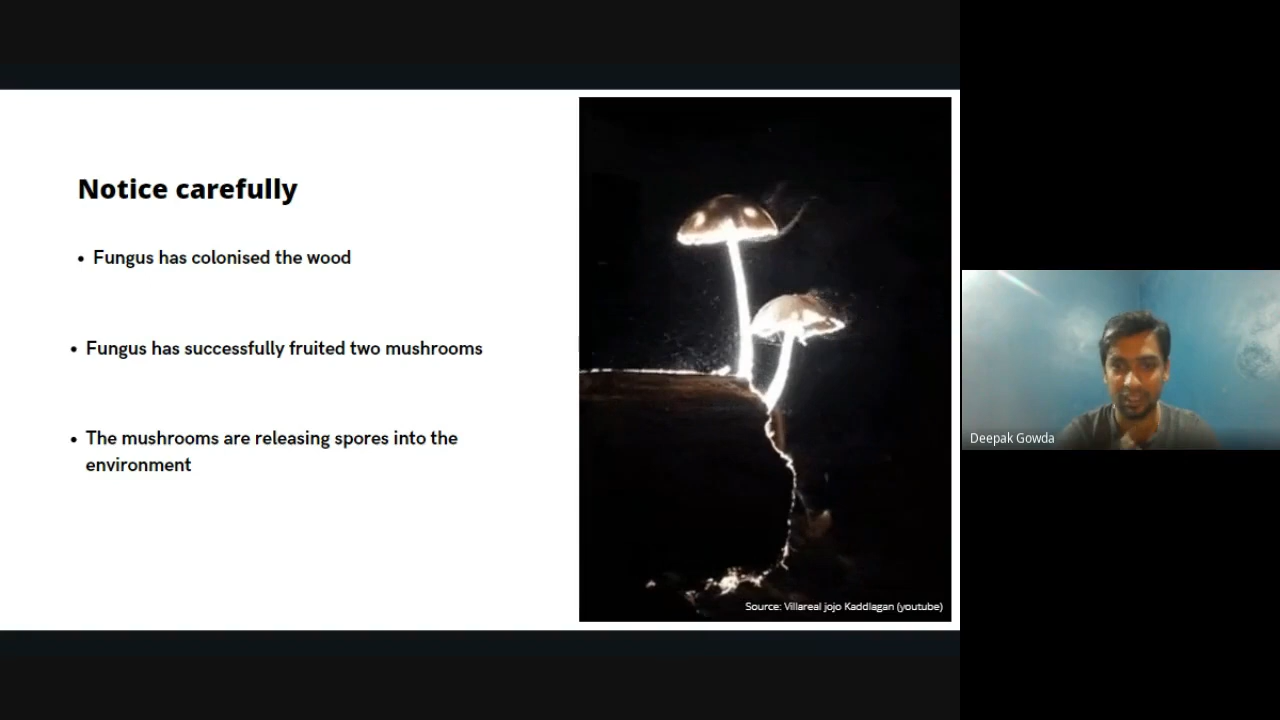 Notice carefully
• Fungus has colonised the wood
• Fungus has successfully fruited two mushrooms
• The mushrooms are releasing spores into the
environment
Source: Villareal jojo Kaddlagan (youtube)
Deepak Gowda